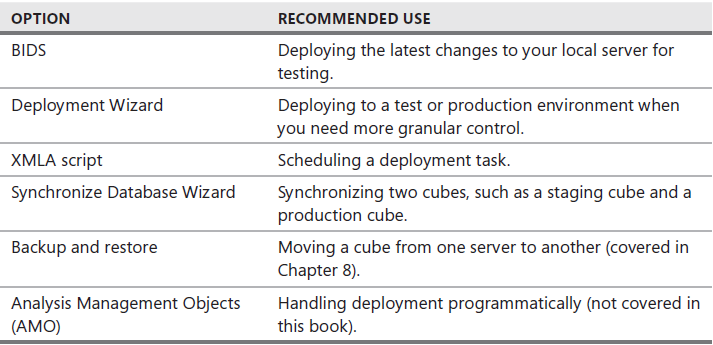 OPTION RECOMMENDED USE
BIDS Deploying the latest changes to your local server for
testing.
Deployment Wizard Deploying to a test or production environment when
you need more granular control.
XMLA script Scheduling a deployment task.
Synchronize Database Wizard Synchronizing two cubes, such as a staging cube and a
production cube.
Backup and restore Moving a cube from one server to another (covered in
Chapter 8).
Analysis Management Objects Handling deployment programmatically (not covered in
(AMO) this book).